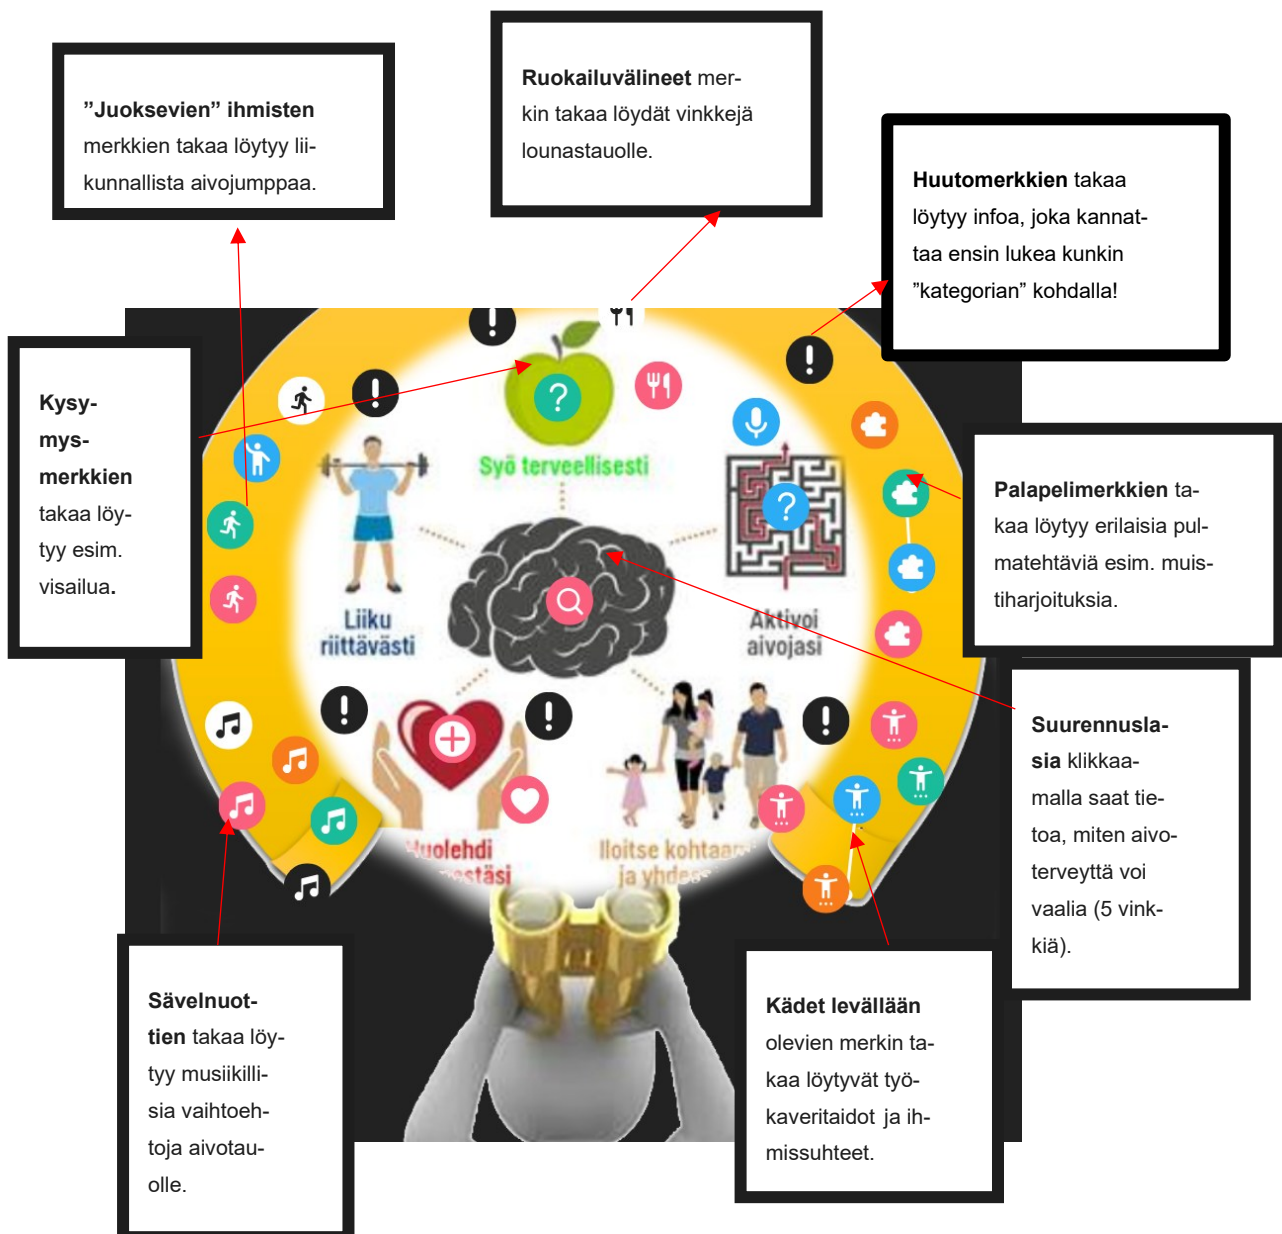 ”Juoksevien” ihmisten
merkkien takaa löytyy lii-
kunnallista aivojumppaa.
Ruokailuvälineet mer-
kin takaa löydät vinkkejä
lounastauolle.
Huutomerkkien takaa
löytyy infoa, joka kannat-
taa ensin lukea kunkin
”kategorian” kohdalla!
Kysy-
mys-
merkkien
takaa löy-
tyy esim.
visailua.
Syö terveellisesti
Liiku
riittävästi
Aktivoi
aivojasi
Palapelimerkkien ta-
kaa löytyy erilaisia pul-
matehtäviä esim. muis-
tiharjoituksia.
Suurennusla-
sia klikkaa-
malla saat tie-
toa, miten aivo-
terveyttä voi
vaalia (5 vink-
kiä).
Huolehdi
Iloitse
ja
Sävelnuot-
tien takaa löy-
tyy musiikilli-
sia vaihtoeh-
toja aivotau-
olle.
Kädet levällään
olevien merkin ta-
kaa löytyvät työ-
kaveritaidot ja ih-
missuhteet.